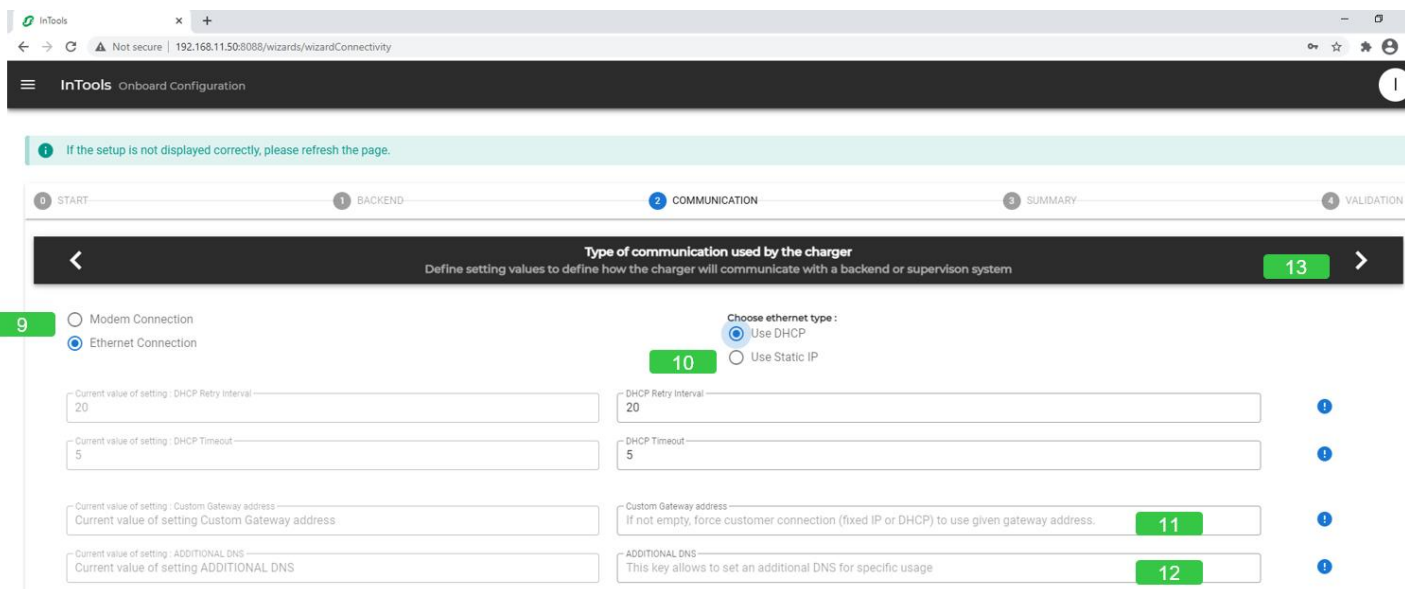 InTools
Not secure | 192.168.11.50:8088/wizards/wizardConnectivity
InTools Onboard Configuration
I
If the setup is not displayed correctly, please refresh the page.
0 START 1 BACKEND 2 COMMUNICATION 3 SUMMARY 4 VALIDATION
Type of communication used by the charger
Define setting values to define how the charger will communicate with a backend or supervison system
13
9
Modem Connection
Ethernet Connection
Choose ethernet type :
Use DHCP
10
Use Static IP
Current value of setting : DHCP Retry Interval
20
DHCP Retry Interval
20
Current value of setting : DHCP Timeout
5
DHCP Timeout
5
Current value of setting : Custom Gateway address
Current value of setting Custom Gateway address
Custom Gateway address
If not empty, force customer connection (fixed IP or DHCP) to use given gateway address.
11
Current value of setting : ADDITIONAL DNS
Current value of setting ADDITIONAL DNS
ADDITIONAL DNS
This key allows to set an additional DNS for specific usage
12